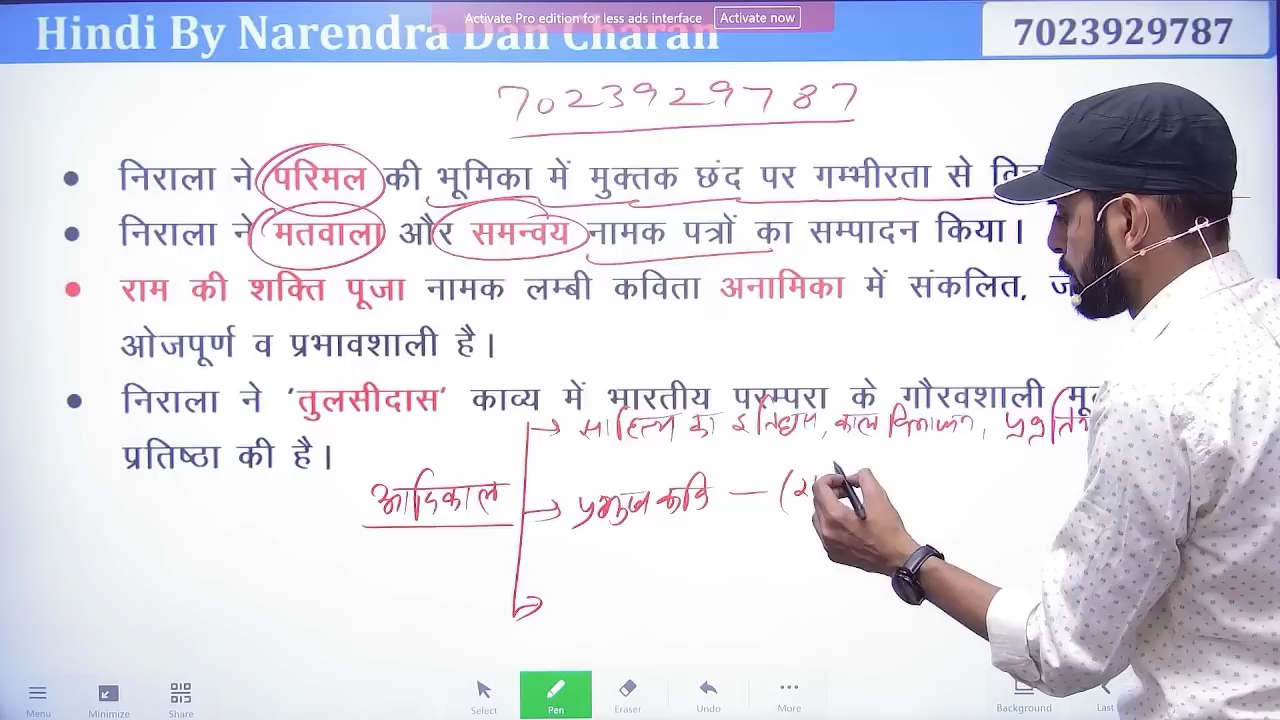 Activate Pro edition for less ads interface Activate now
Hindi By Narendra Dan Charan 7023929787
7023929787
• निराला ने परिमल की भूमिका में मुक्तक छंद पर गम्भीरता से
• निराला ने मतवाला और समन्वय नामक पत्रों का सम्पादन किया।
• राम की शक्ति पूजा नामक लम्बी कविता अनामिका में संकलित,
ओजपूर्ण व प्रभावशाली है।
• निराला ने 'तुलसीदास' काव्य में भारतीय परम्परा के गौरवशाली
साहित्य का इतिहास, काल विभाजन,
प्रतिष्ठा की है।
आदिकाल
प्रमुख कवि —
Menu Minimize Share Select Pen Eraser Undo More Background